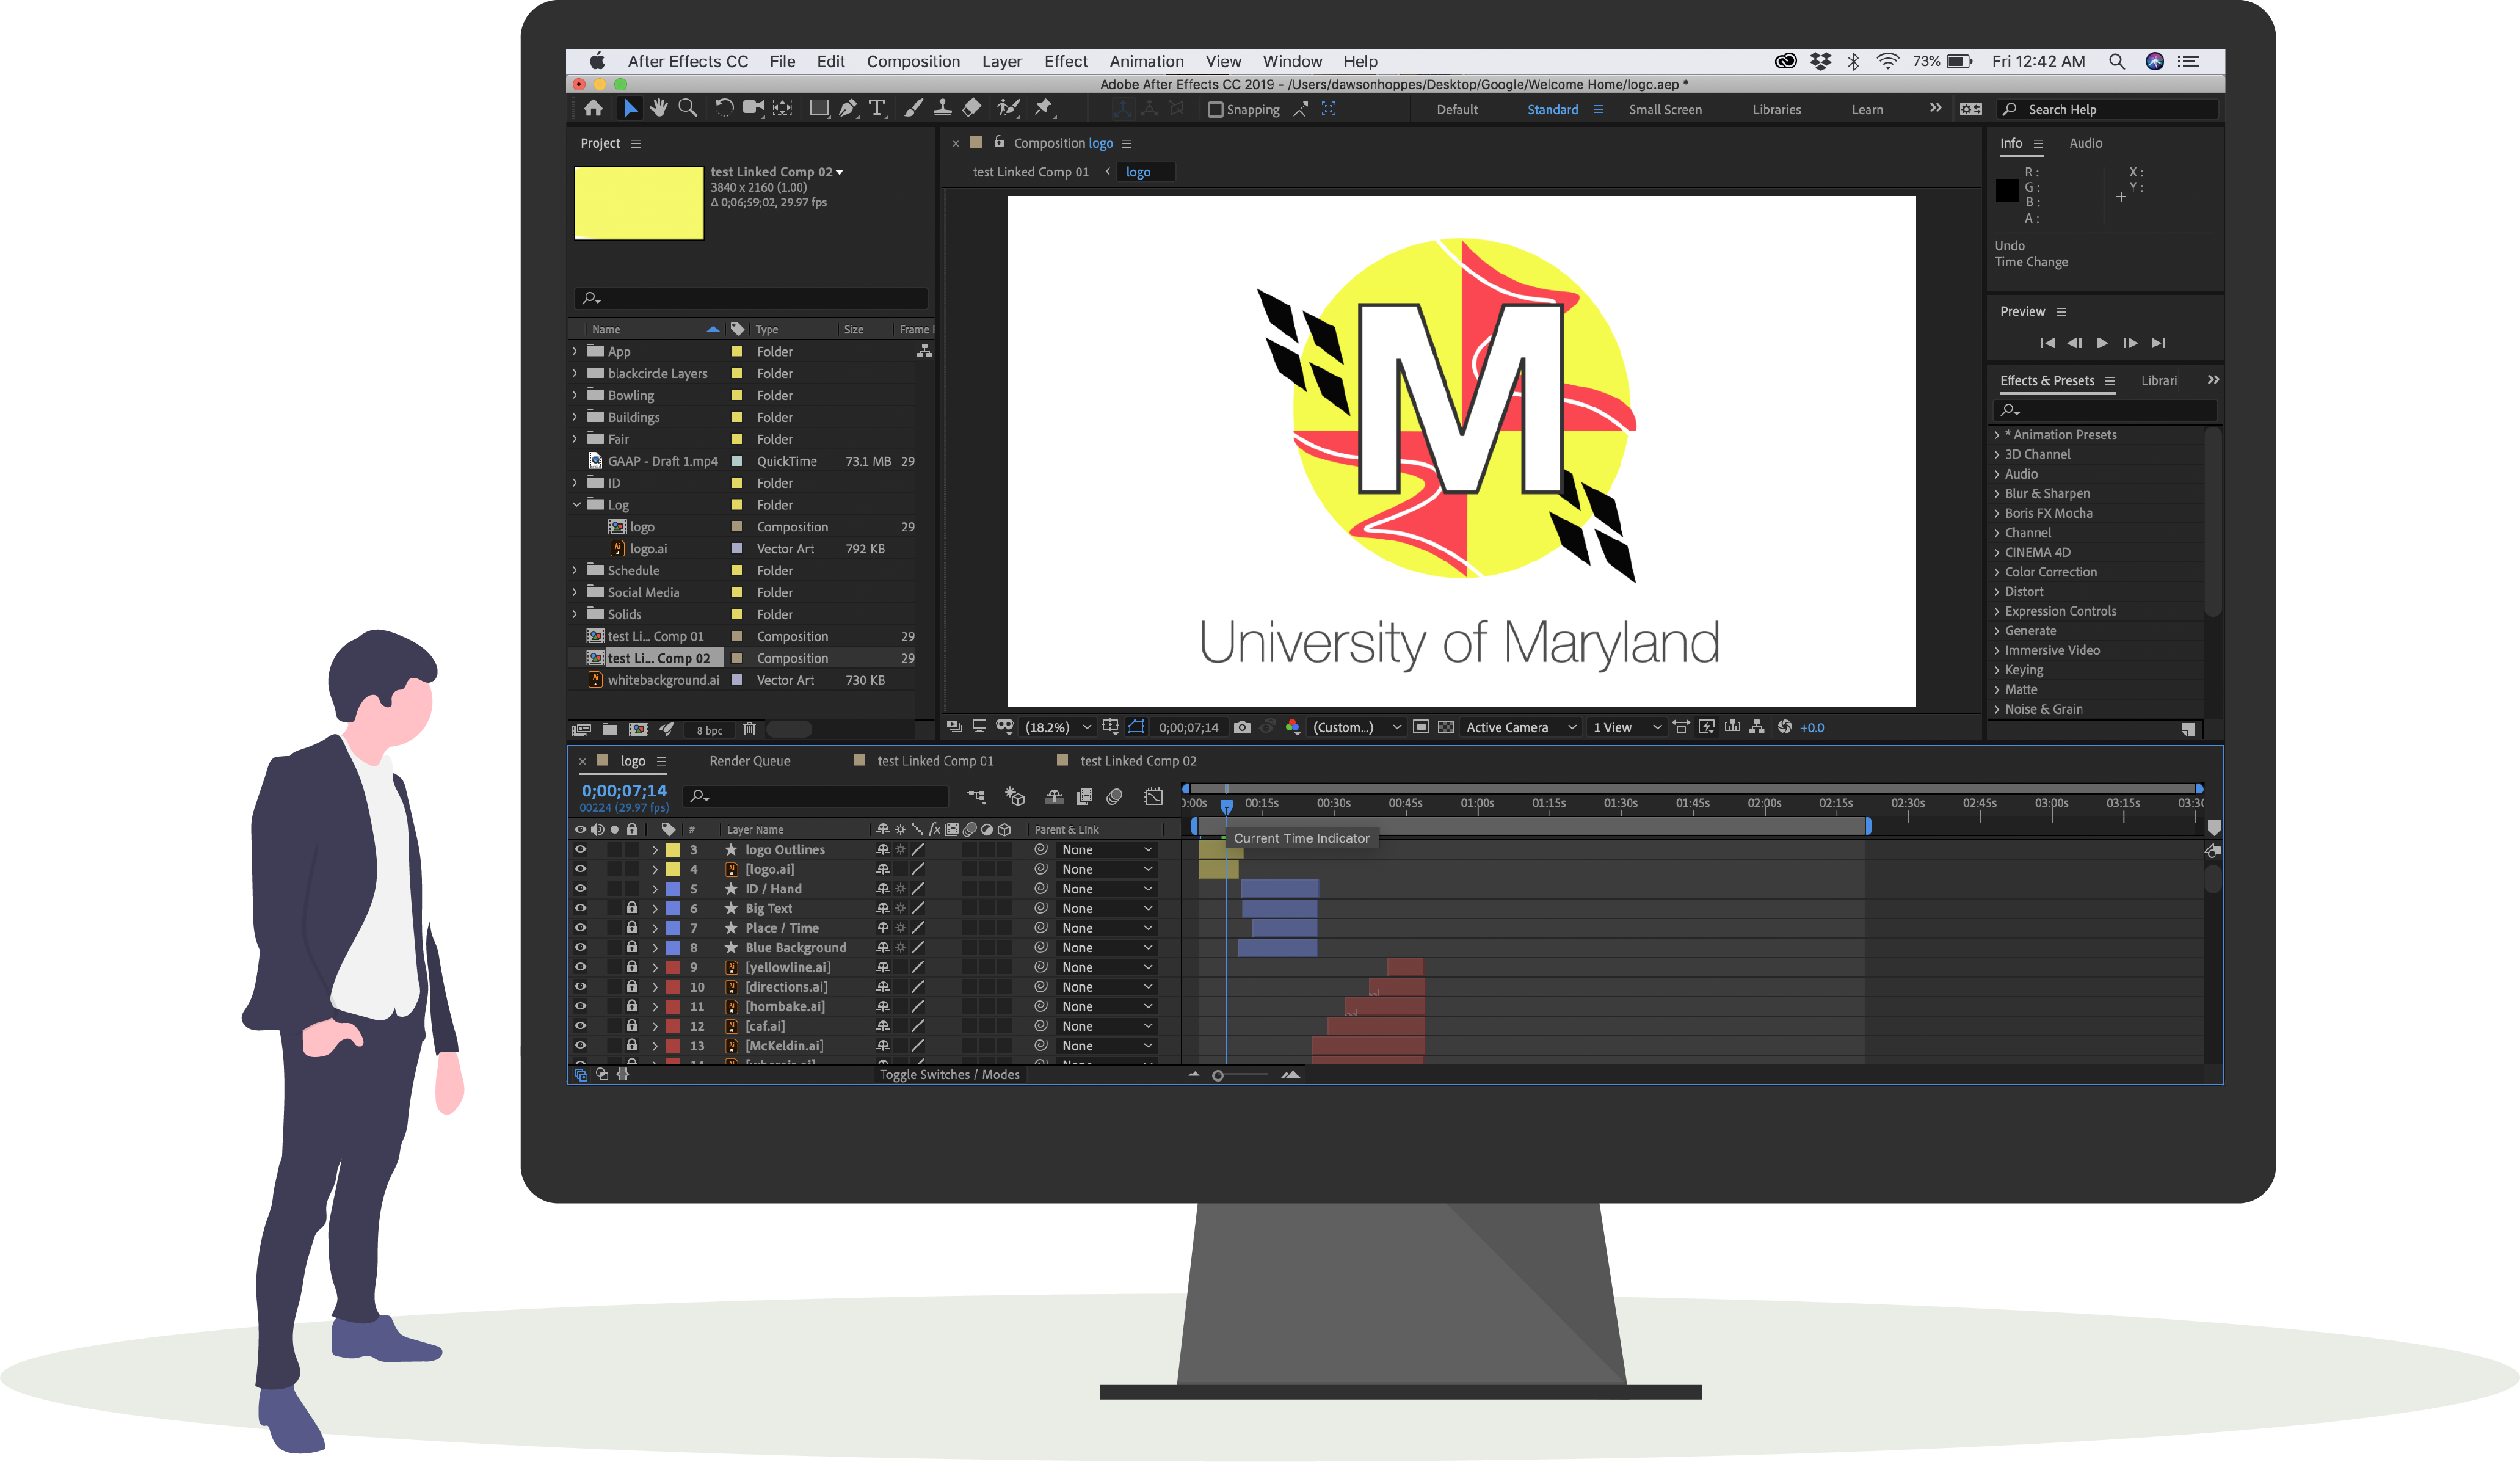 After Effects CC File Edit Composition Layer Effect Animation View Window Help 73% Fri 12:42 AM
Adobe After Effects CC 2019 - /Users/dawsonhoppes/Desktop/Google/Welcome Home/logo.aep *
T Snapping Default Standard Small Screen Libraries Learn Search Help
Project
test Linked Comp 02
3840 x 2160 (1.00)
Δ 0;06;59;02, 29.97 fps
Name Type Size Frame
App Folder
blackcircle Layers Folder
Bowling Folder
Buildings Folder
Fair Folder
GAAP - Draft 1.mp4 QuickTime 73.1 MB 29
ID Folder
Log Folder
logo Composition 29
logo.ai Vector Art 792 KB
Schedule Folder
Social Media Folder
Solids Folder
test Li... Comp 01 Composition 29
test Li... Comp 02 Composition 29
whitebackground.ai Vector Art 730 KB
8 bpc
Composition logo
test Linked Comp 01 ‹ logo
M
University of Maryland
(18.2%) 0;00;07;14 (Custom...) Active Camera 1 View +0.0
Info Audio
R : X :
G : Y :
B :
A :
Undo
Time Change
Preview
Effects & Presets Librari
* Animation Presets
3D Channel
Audio
Blur & Sharpen
Boris FX Mocha
Channel
CINEMA 4D
Color Correction
Distort
Expression Controls
Generate
Immersive Video
Keying
Matte
Noise & Grain
logo Render Queue test Linked Comp 01 test Linked Comp 02
0;00;07;14
00224 (29.97 fps)
0:00s 00:15s 00:30s 00:45s 01:00s 01:15s 01:30s 01:45s 02:00s 02:15s 02:30s 02:45s 03:00s 03:15s 03:30
# Layer Name fx Parent & Link
Current Time Indicator
3 logo Outlines None
4 [logo.ai] None
5 ID / Hand None
6 Big Text None
7 Place / Time None
8 Blue Background None
9 [yellowline.ai] None
10 [directions.ai] None
11 [hornbake.ai] None
12 [caf.ai] None
13 [McKeldin.ai] None
Toggle Switches / Modes